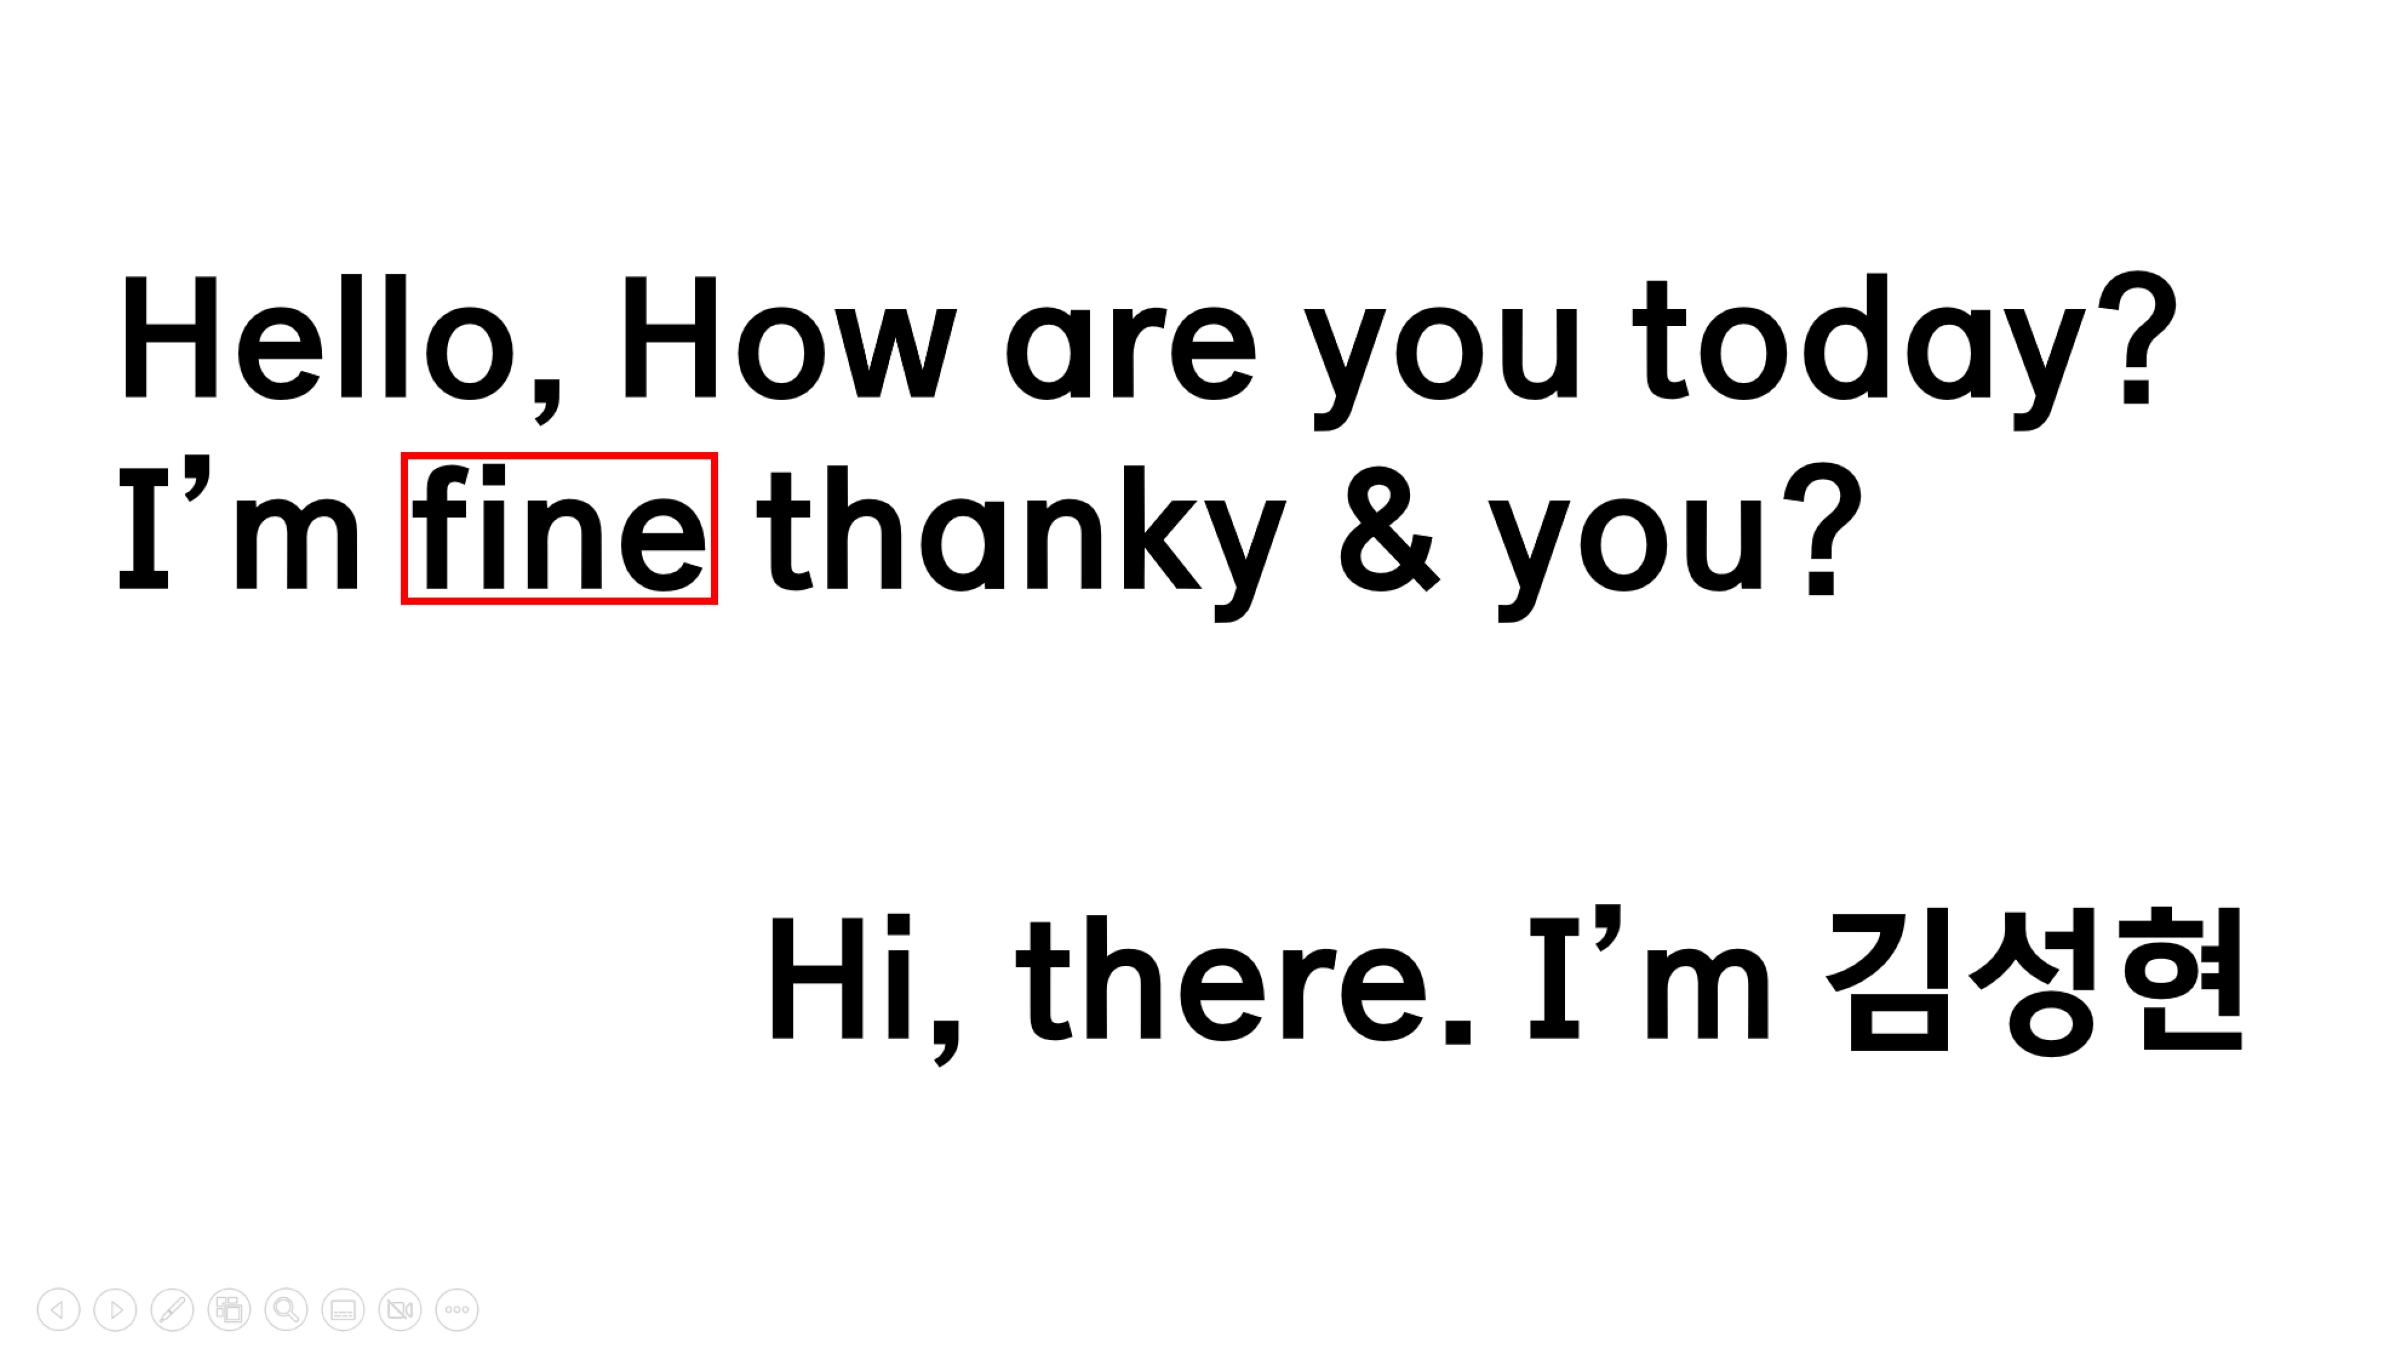 Hello, How are you today?
I’m fine thanky & you?
Hi, there. I’m 김성현